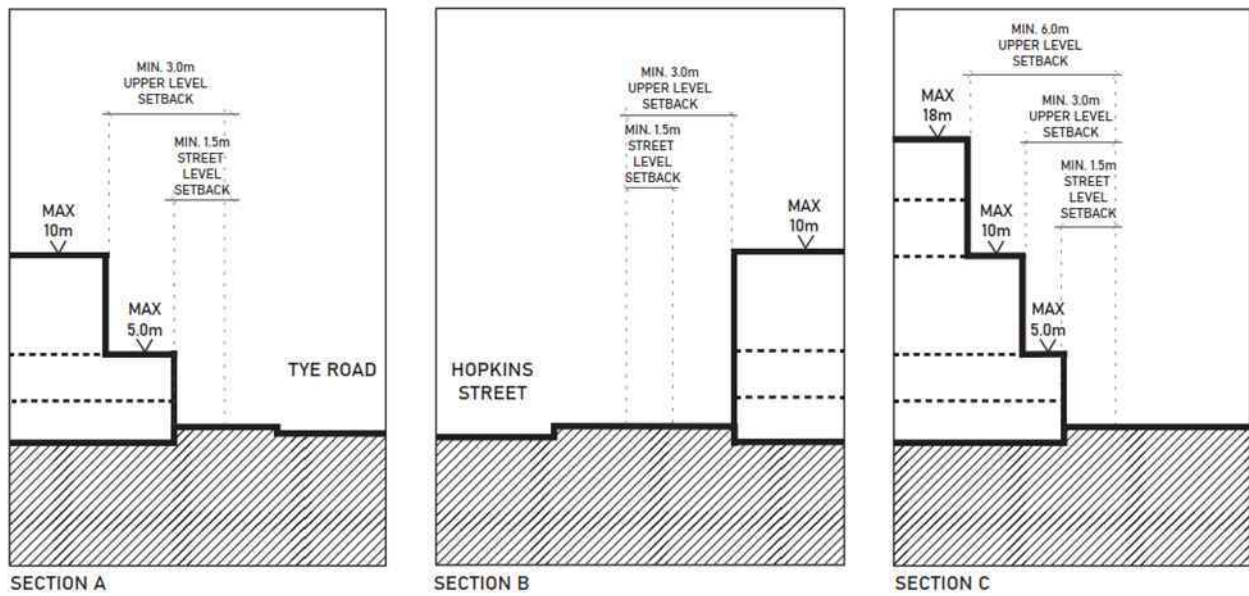 MIN. 3.0m
UPPER LEVEL
SETBACK
MIN. 1.5m
STREET
LEVEL
SETBACK
MAX
10m
MAX
5.0m
TYE ROAD
SECTION A
MIN. 3.0m
UPPER LEVEL
SETBACK
MIN. 1.5m
STREET
LEVEL
SETBACK
MAX
10m
HOPKINS
STREET
SECTION B
MIN. 6.0m
UPPER LEVEL
SETBACK
MAX
18m
MIN. 3.0m
UPPER LEVEL
SETBACK
MIN. 1.5m
STREET
LEVEL
SETBACK
MAX
10m
MAX
5.0m
SECTION C